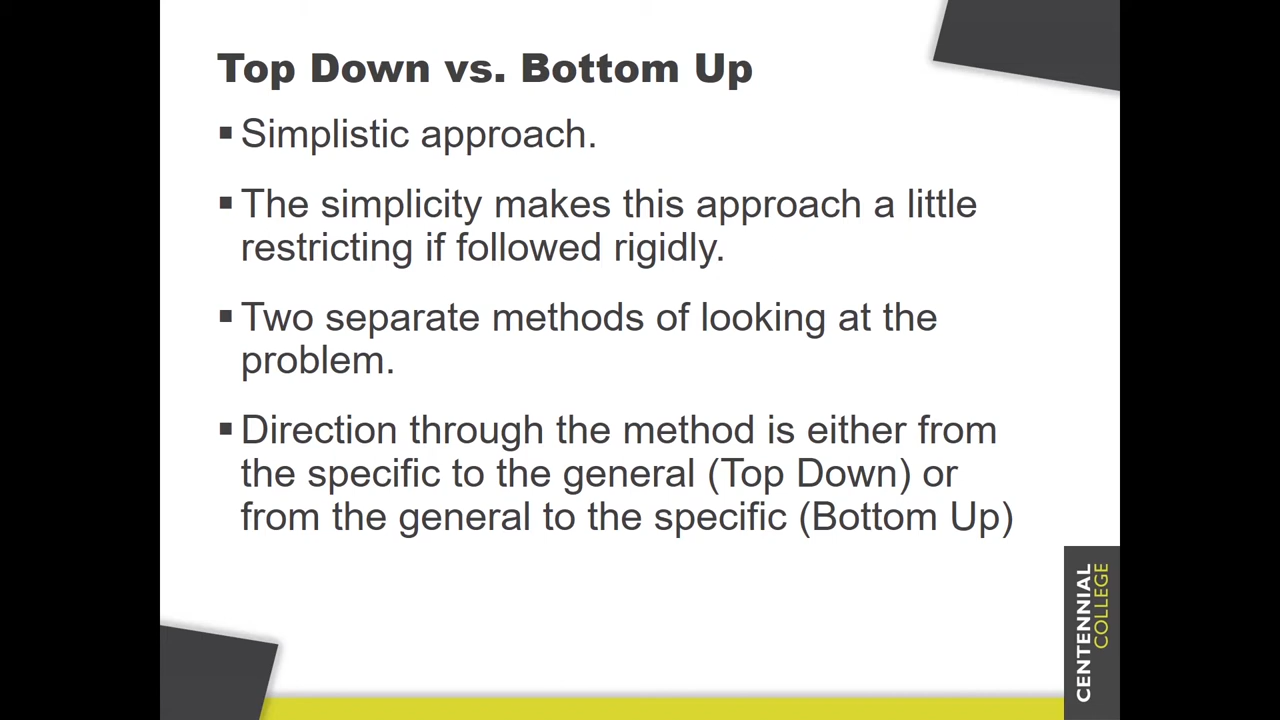 Top Down vs. Bottom Up
▪ Simplistic approach.
▪ The simplicity makes this approach a little
restricting if followed rigidly.
▪ Two separate methods of looking at the
problem.
▪ Direction through the method is either from
the specific to the general (Top Down) or
from the general to the specific (Bottom Up)
CENTENNIAL
COLLEGE